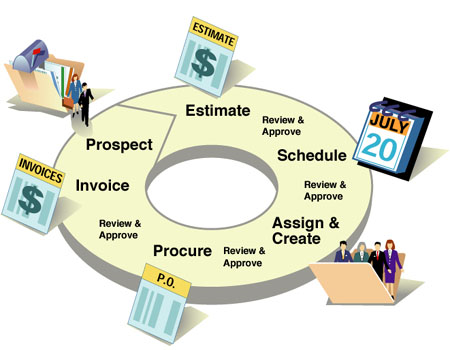 ESTIMATE
$
Estimate
Review &
Approve
JULY
20
Schedule
Review &
Approve
Assign &
Create
Review &
Approve
Procure
P.O.
Review &
Approve
Invoice
INVOICES
$
Prospect